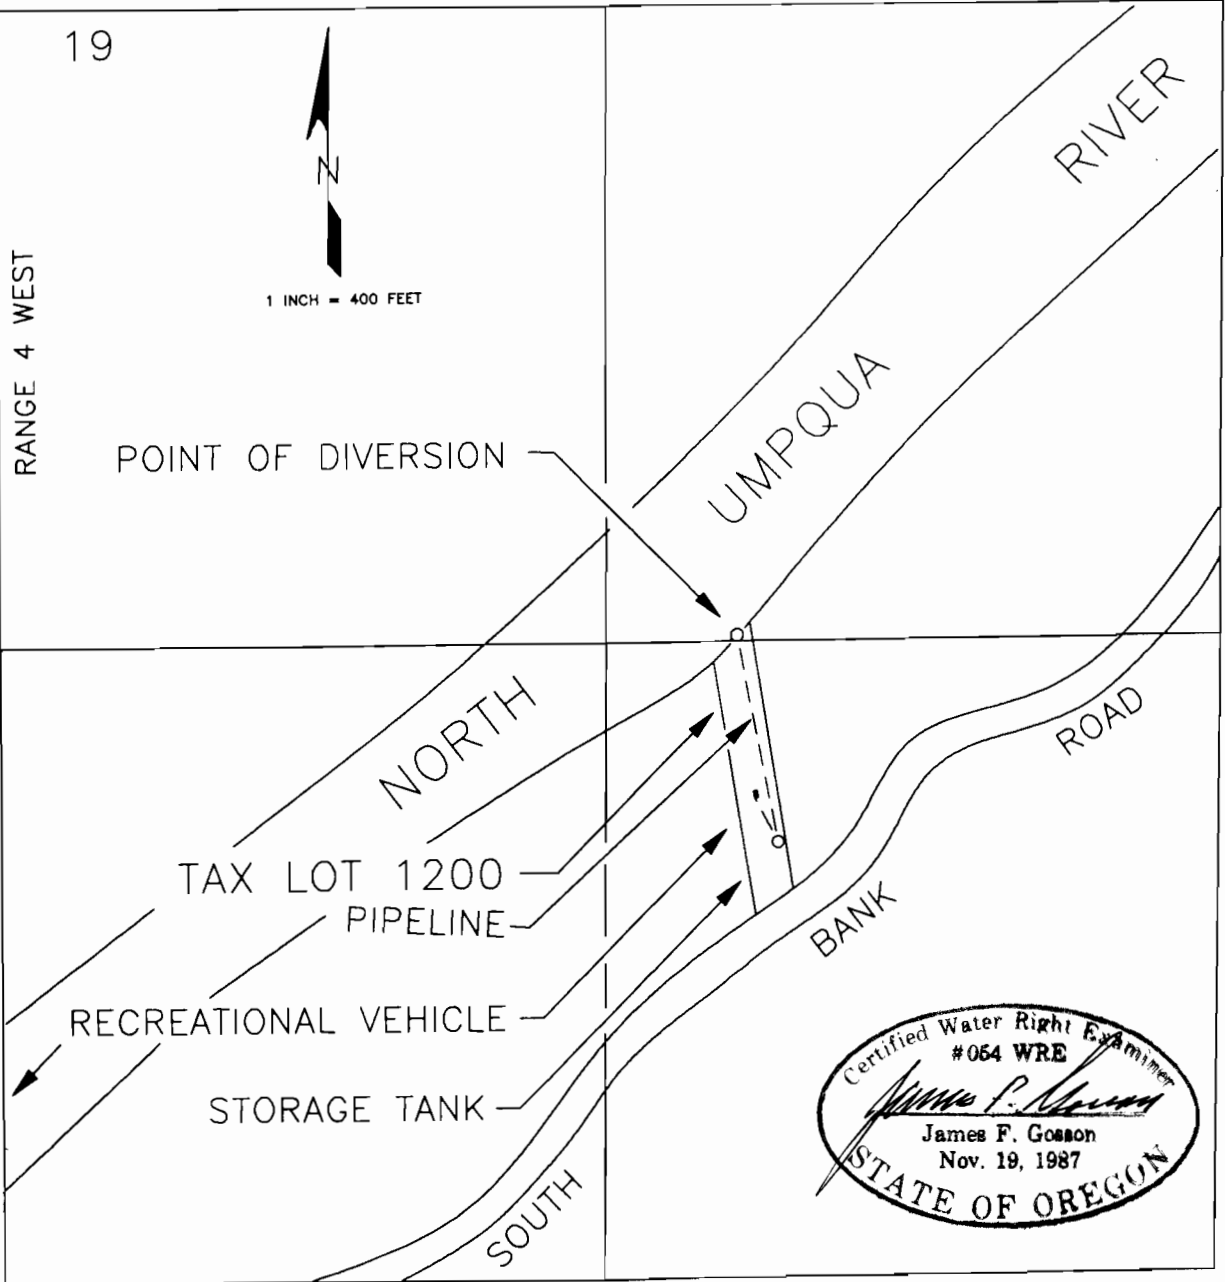 19
N
1 INCH = 400 FEET
RANGE 4 WEST
RIVER
UMPQUA
POINT OF DIVERSION
NORTH
ROAD
TAX LOT 1200
PIPELINE
BANK
RECREATIONAL VEHICLE
STORAGE TANK
SOUTH
Certified Water Right Examiner
#054 WRE
James F. Gosson
Nov. 19, 1987
STATE OF OREGON